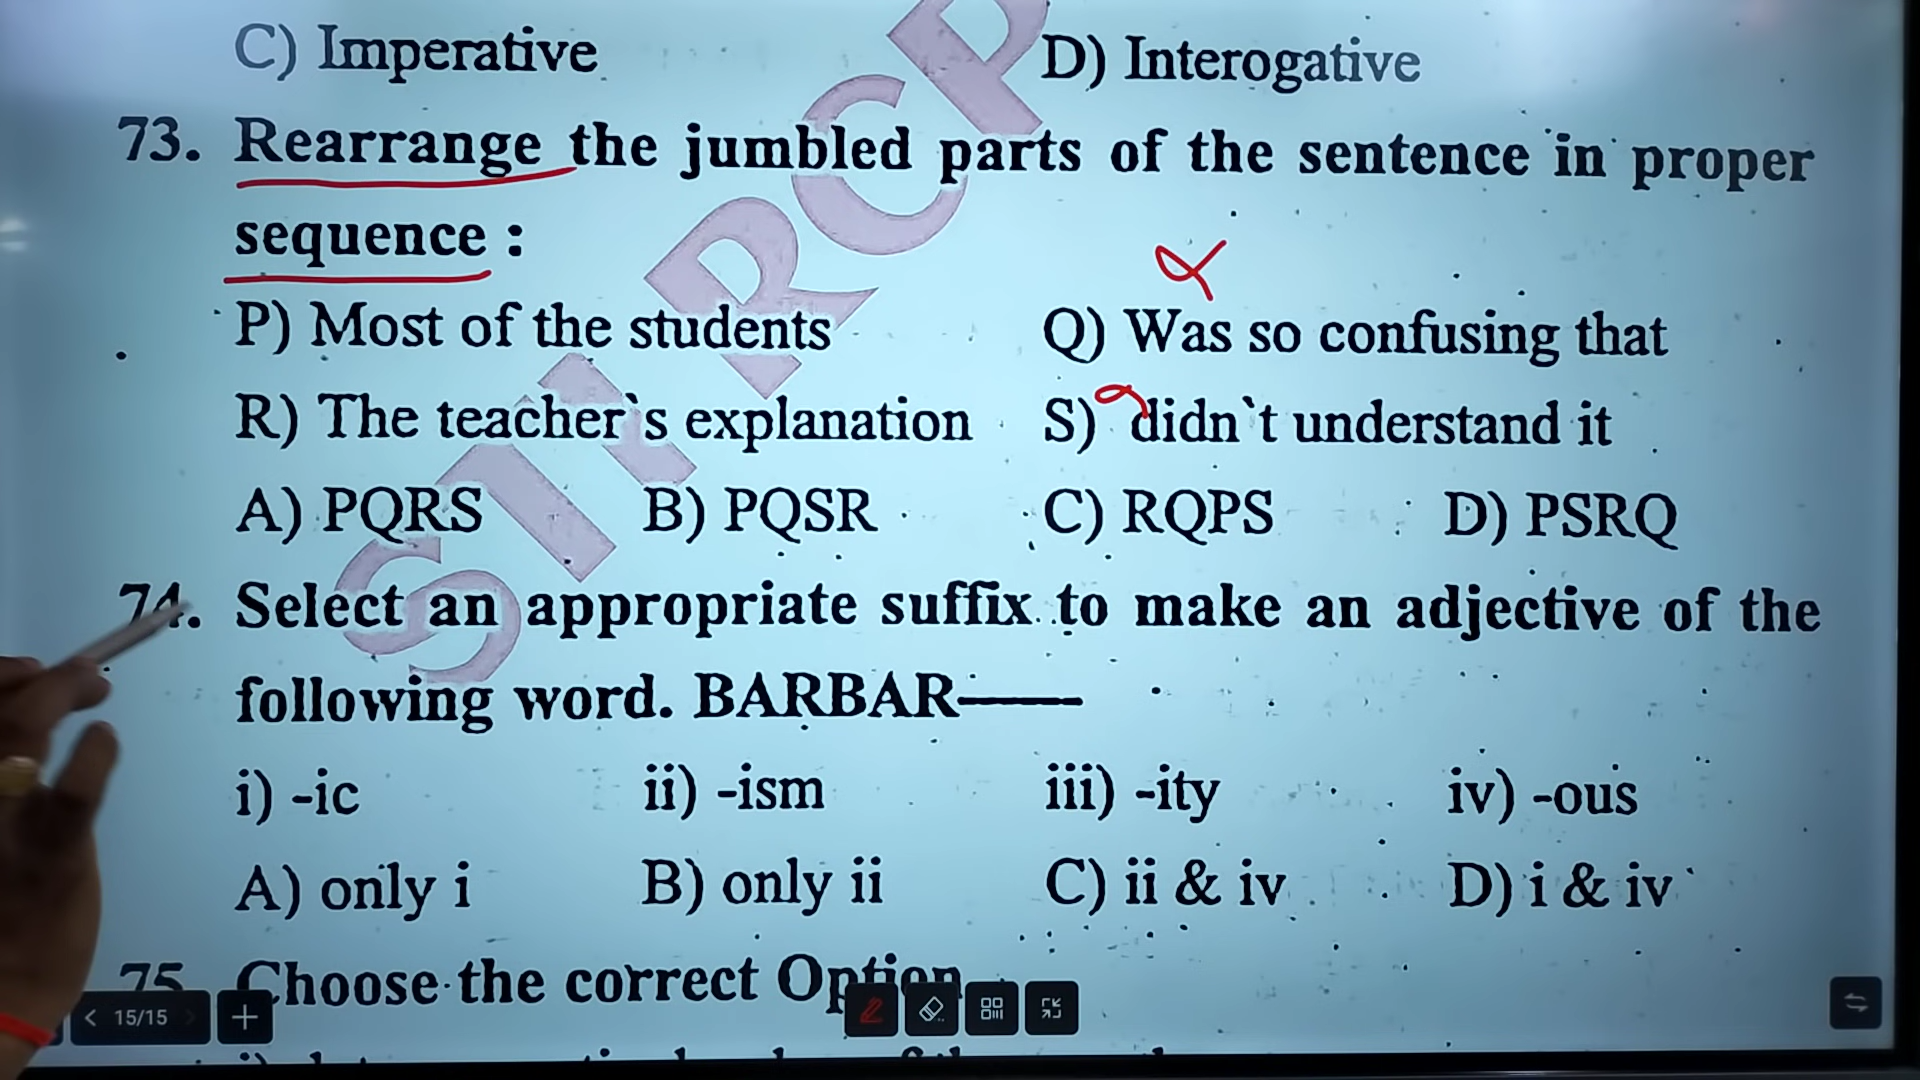 C) Imperative D) Interogative
73. Rearrange the jumbled parts of the sentence in proper
sequence :
P) Most of the students Q) Was so confusing that
R) The teacher`s explanation S) didn`t understand it
A) PQRS B) PQSR C) RQPS D) PSRQ
74. Select an appropriate suffix to make an adjective of the
following word. BARBAR——
i) -ic ii) -ism iii) -ity iv) -ous
A) only i B) only ii C) ii & iv D) i & iv
75. Choose the correct Option
15/15